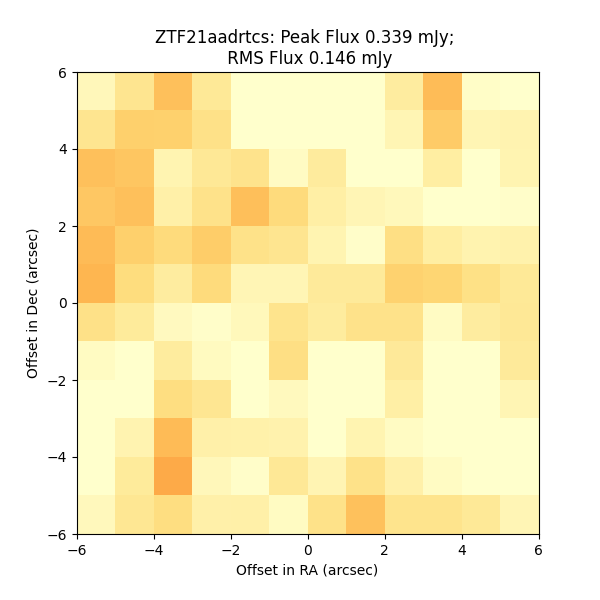 ZTF21aadrtcs: Peak Flux 0.339 mJy;
RMS Flux 0.146 mJy
6
4
2
0
−2
−4
−6
Offset in Dec (arcsec)
−6 −4 −2 0 2 4 6
Offset in RA (arcsec)